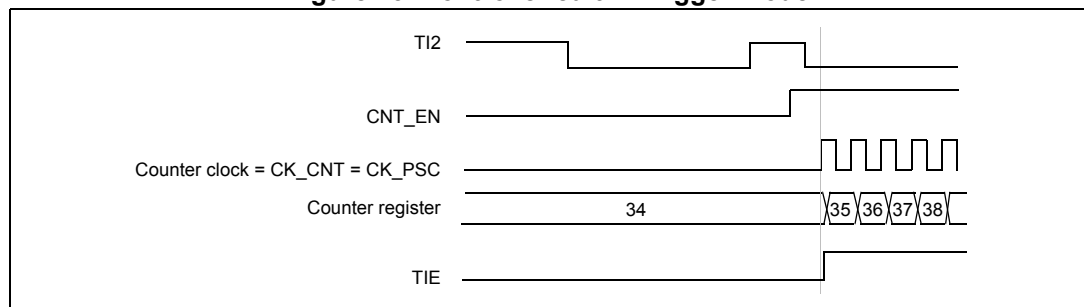 TI2
CNT_EN
Counter clock = CK_CNT = CK_PSC
Counter register
34
35 36 37 38
TIE